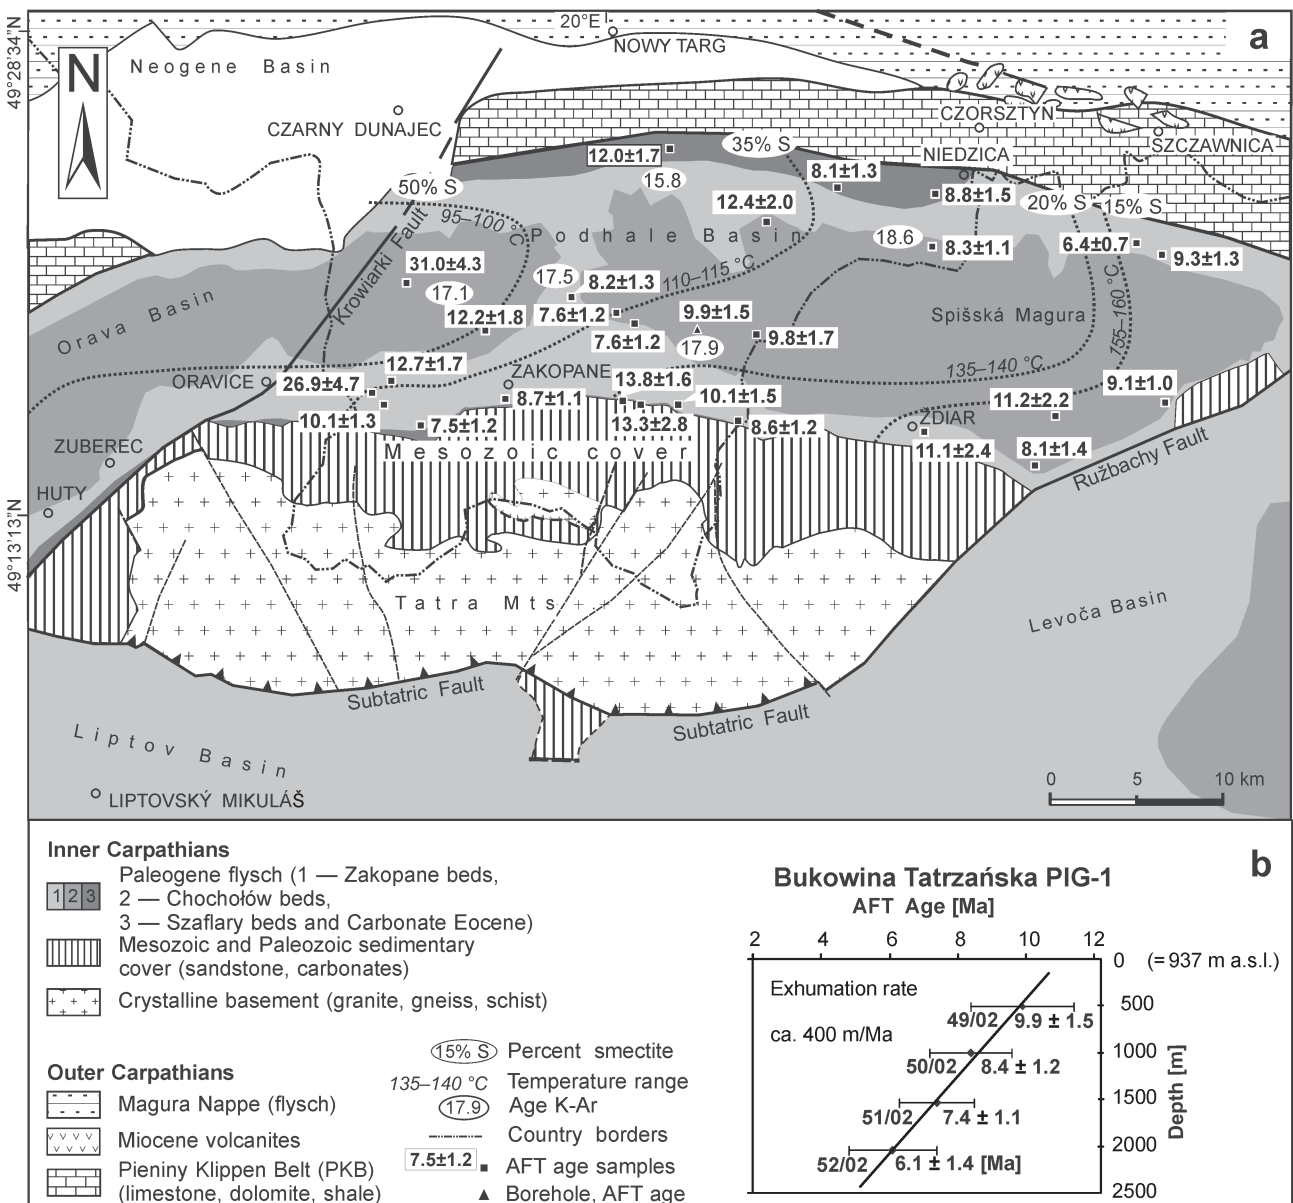 a
20°E
NOWY TARG
49°28'34"N
N
Neogene Basin
CZARNY DUNAJEC
CZORSZTYN
SZCZAWNICA
NIEDZICA
35% S
12.0±1.7
15.8
8.1±1.3
8.8±1.5
50% S
12.4±2.0
20% S
15% S
95–100 °C
Podhale Basin
18.6
8.3±1.1
6.4±0.7
9.3±1.3
Krowiarki Fault
31.0±4.3
17.1
17.5
8.2±1.3
110–115 °C
155–160 °C
Orava Basin
12.2±1.8
7.6±1.2
7.6±1.2
9.9±1.5
17.9
9.8±1.7
Spišská Magura
135–140 °C
12.7±1.7
ORAVICE
26.9±4.7
ZAKOPANE
13.8±1.6
8.7±1.1
10.1±1.5
9.1±1.0
11.2±2.2
10.1±1.3
7.5±1.2
13.3±2.8
8.6±1.2
ŽDIAR
11.1±2.4
8.1±1.4
ZUBEREC
Mesozoic cover
Ružbachy Fault
HUTY
49°13'13"N
Tatra Mts
Levoča Basin
Subtatric Fault
Subtatric Fault
Liptov Basin
LIPTOVSKÝ MIKULÁŠ
0 5 10 km
Inner Carpathians
1 2 3
Paleogene flysch (1 — Zakopane beds,
2 — Chochołów beds,
3 — Szaflary beds and Carbonate Eocene)
Mesozoic and Paleozoic sedimentary
cover (sandstone, carbonates)
Crystalline basement (granite, gneiss, schist)
Outer Carpathians
Magura Nappe (flysch)
Miocene volcanites
Pieniny Klippen Belt (PKB)
(limestone, dolomite, shale)
15% S Percent smectite
135–140 °C Temperature range
17.9 Age K-Ar
Country borders
7.5±1.2 AFT age samples
Borehole, AFT age
b
Bukowina Tatrzańska PIG-1
AFT Age [Ma]
2 4 6 8 10 12
0 (= 937 m a.s.l.)
Exhumation rate
ca. 400 m/Ma
500
49/02 9.9 ± 1.5
1000
50/02 8.4 ± 1.2
1500
51/02 7.4 ± 1.1
2000
52/02 6.1 ± 1.4 [Ma]
2500
Depth [m]